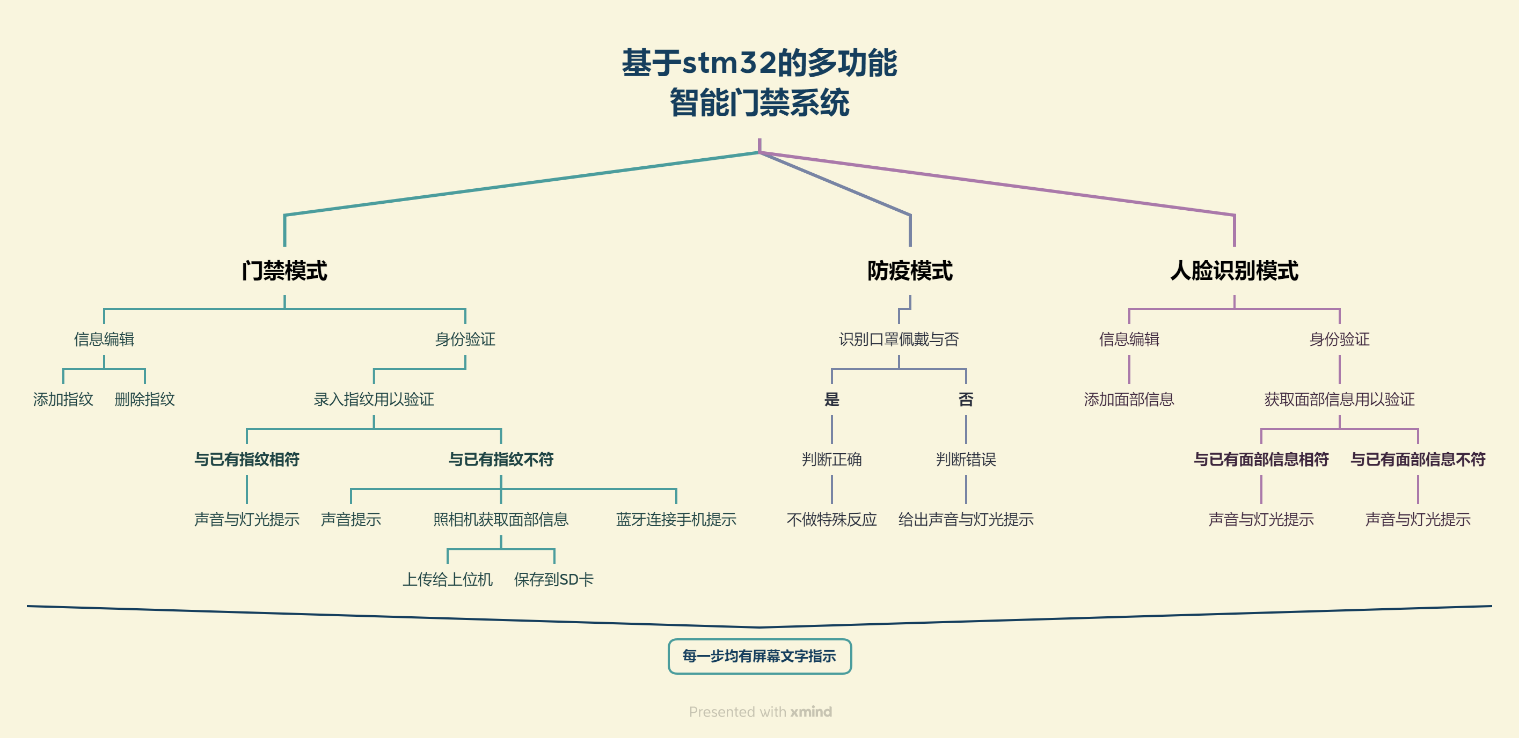 基于stm32的多功能
智能门禁系统
门禁模式
防疫模式
人脸识别模式
信息编辑
身份验证
识别口罩佩戴与否
信息编辑
身份验证
添加指纹
删除指纹
录入指纹用以验证
是
否
添加面部信息
获取面部信息用以验证
与已有指纹相符
与已有指纹不符
判断正确
判断错误
与已有面部信息相符
与已有面部信息不符
声音与灯光提示
声音提示
照相机获取面部信息
蓝牙连接手机提示
不做特殊反应
给出声音与灯光提示
声音与灯光提示
声音与灯光提示
上传给上位机
保存到SD卡
每一步均有屏幕文字指示
Presented with xmind